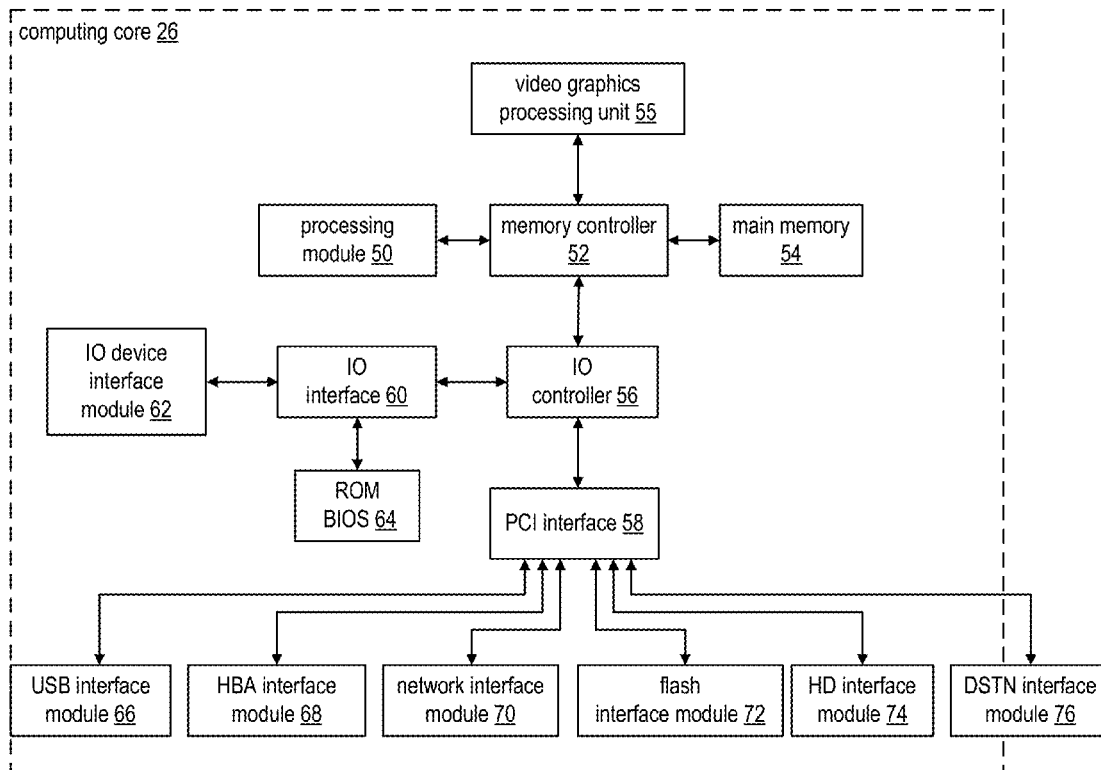 computing core 26
video graphics
processing unit 55
processing
module 50
memory controller
52
main memory
54
IO device
interface
module 62
IO
interface 60
IO
controller 56
ROM
BIOS 64
PCI interface 58
USB interface
module 66
HBA interface
module 68
network interface
module 70
flash
interface module 72
HD interface
module 74
DSTN interface
module 76